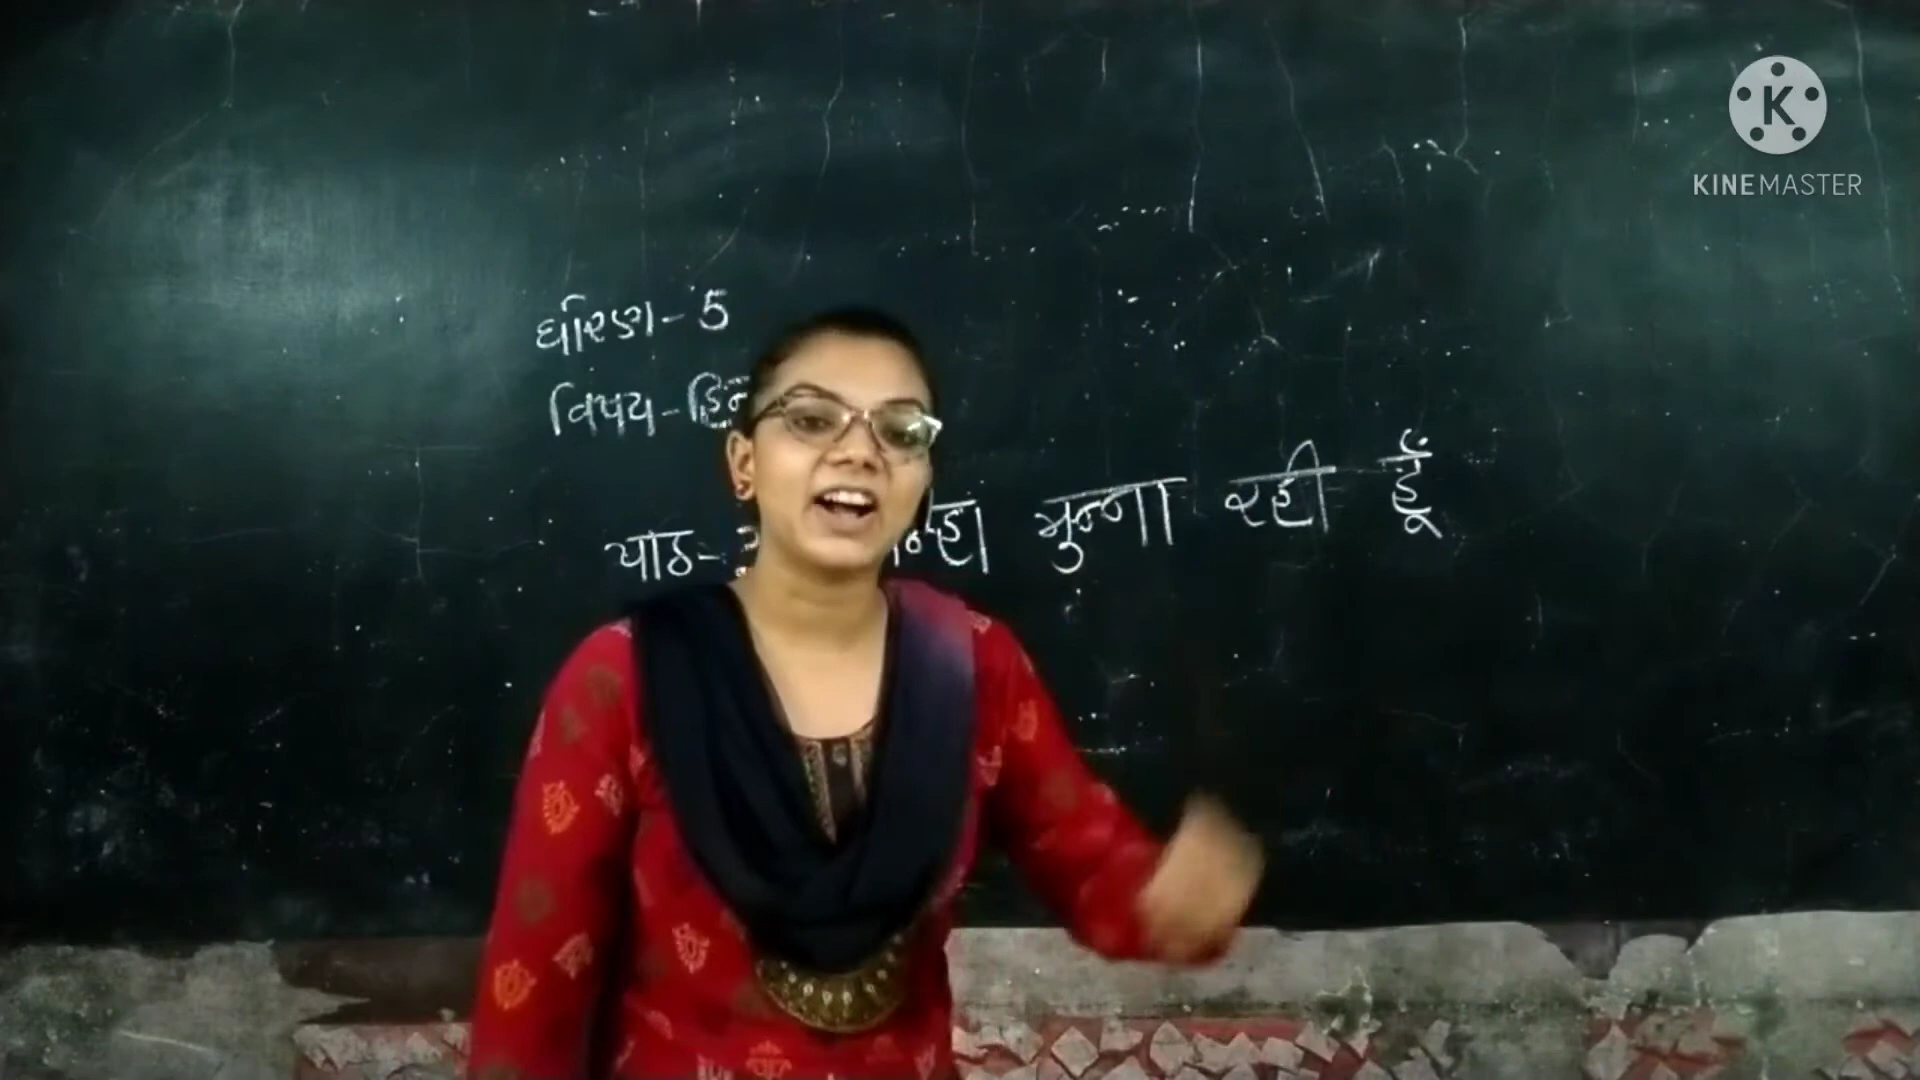 KINEMASTER
ધોરણ - 5
વિષય - હિન
પાઠ - न्हा मुन्ना रही हूँ